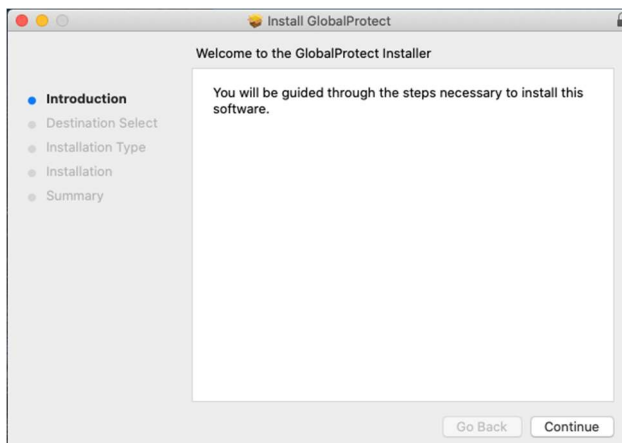 Install GlobalProtect
Welcome to the GlobalProtect Installer
Introduction
Destination Select
Installation Type
Installation
Summary
You will be guided through the steps necessary to install this
software.
Go Back
Continue